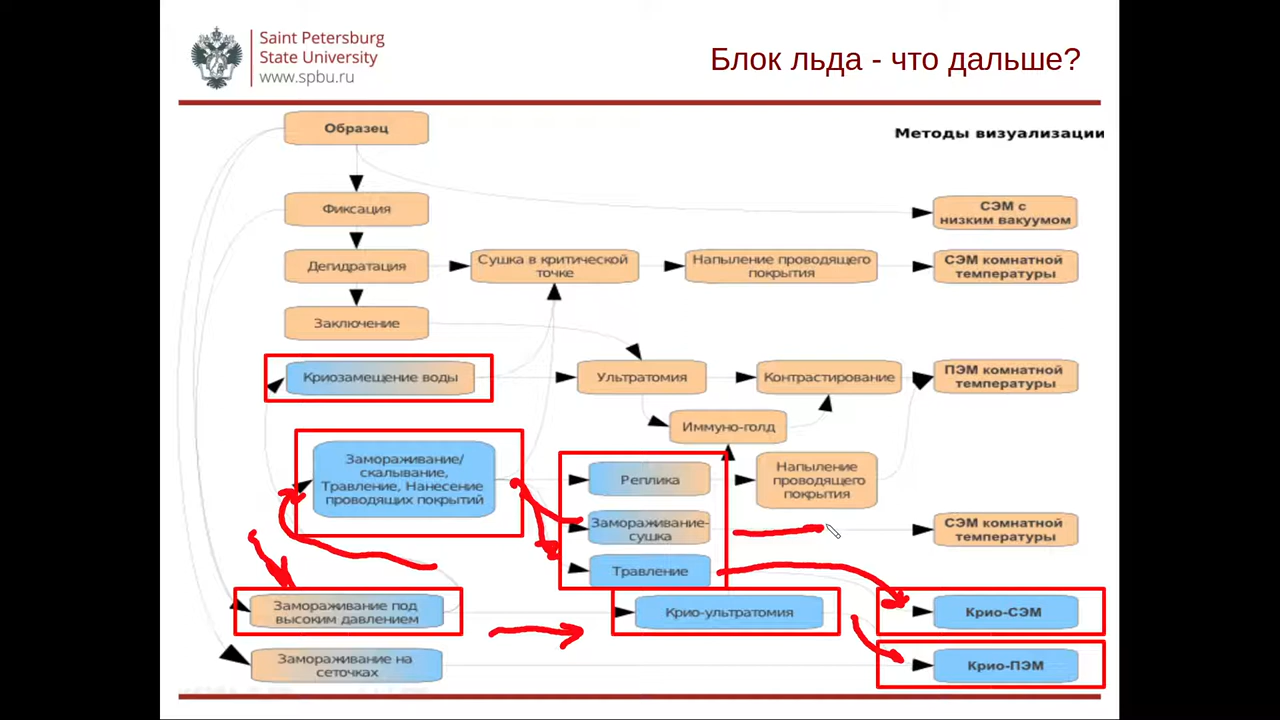 Saint Petersburg
State University
www.spbu.ru
Блок льда - что дальше?
Методы визуализации
Образец
Фиксация
СЭМ с
низким вакуумом
Дегидратация
Сушка в критической
точке
Напыление проводящего
покрытия
СЭМ комнатной
температуры
Заключение
Криозамещение воды
Ультратомия
Контрастирование
ПЭМ комнатной
температуры
Иммуно-голд
Замораживание/
скалывание,
Травление, Нанесение
проводящих покрытий
Реплика
Напыление
проводящего
покрытия
Замораживание-
сушка
СЭМ комнатной
температуры
Травление
Замораживание под
высоким давлением
Крио-ультратомия
Крио-СЭМ
Замораживание на
сеточках
Крио-ПЭМ